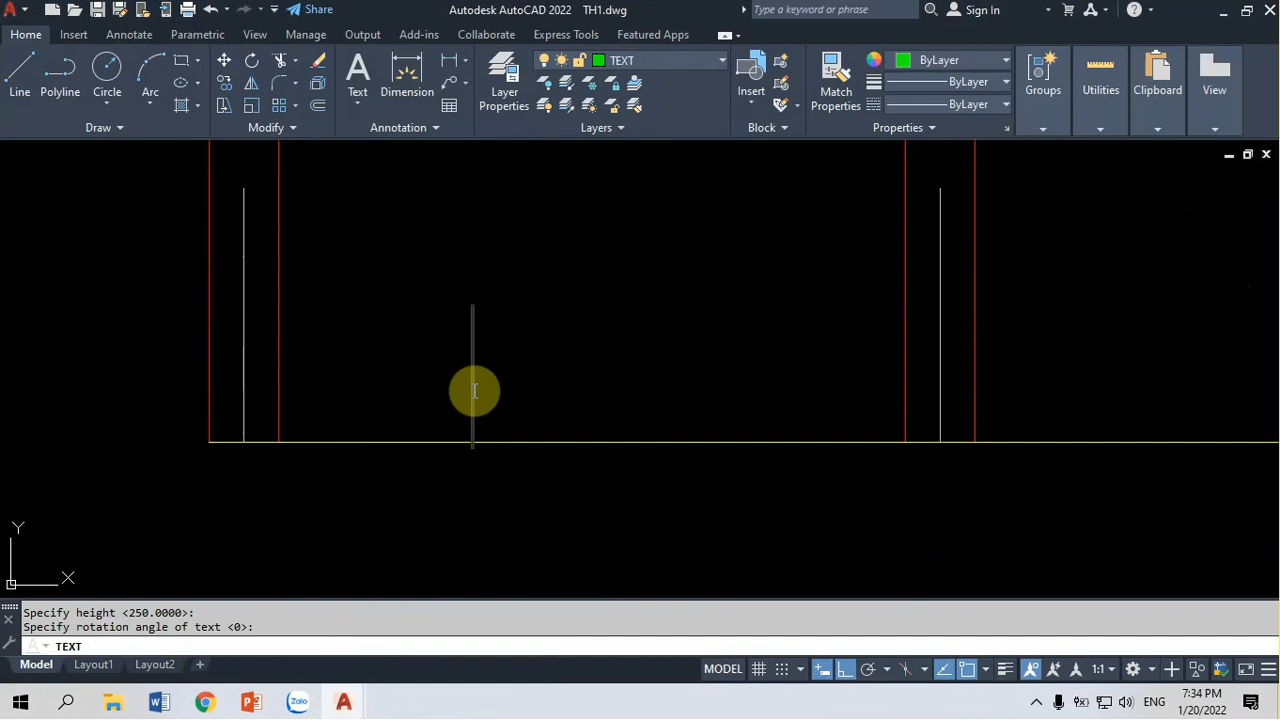 Share
Autodesk AutoCAD 2022 TH1.dwg
Type a keyword or phrase
Sign In
Home Insert Annotate Parametric View Manage Output Add-ins Collaborate Express Tools Featured Apps
Line Polyline Circle Arc
Text Dimension
Layer Properties
TEXT
Insert
Match Properties
ByLayer
ByLayer
ByLayer
Groups Utilities Clipboard View
Draw Modify Annotation Layers Block Properties
Y
X
Specify height <250.0000>:
Specify rotation angle of text <0>:
TEXT
Model Layout1 Layout2 +
MODEL 1:1
Zalo
ENG
7:34 PM
1/20/2022